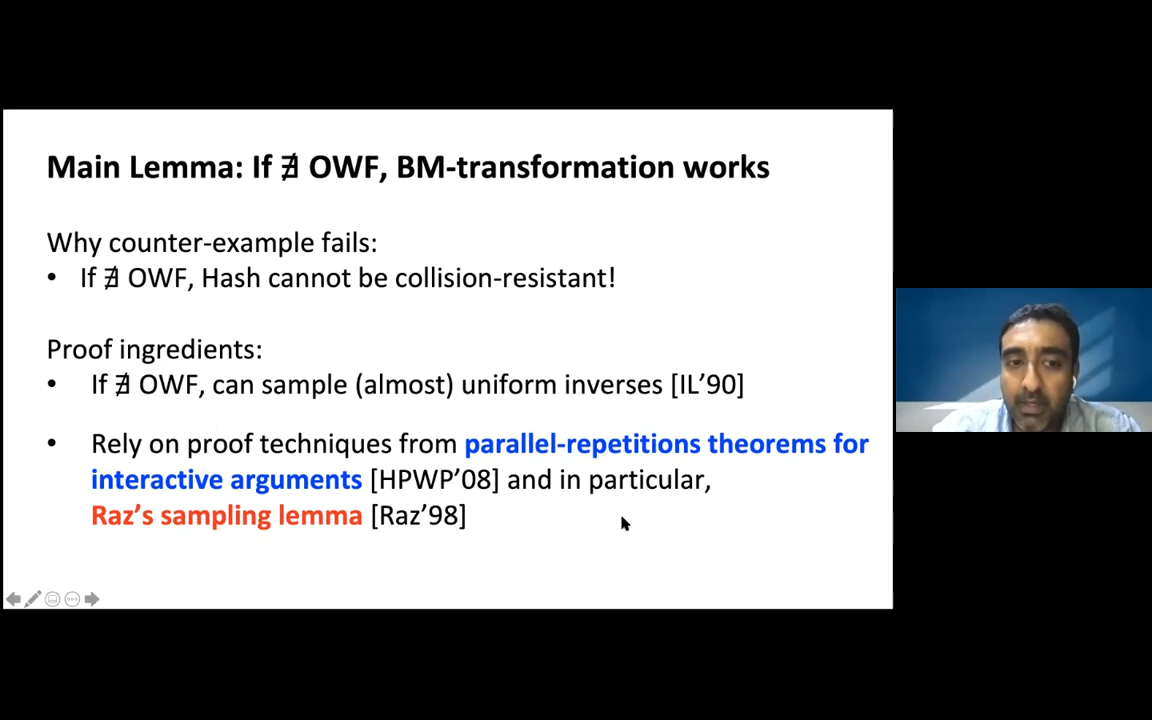 Main Lemma: If ∄ OWF, BM-transformation works
Why counter-example fails:
• If ∄ OWF, Hash cannot be collision-resistant!
Proof ingredients:
• If ∄ OWF, can sample (almost) uniform inverses [IL’90]
• Rely on proof techniques from parallel-repetitions theorems for
interactive arguments [HPWP’08] and in particular,
Raz’s sampling lemma [Raz’98]